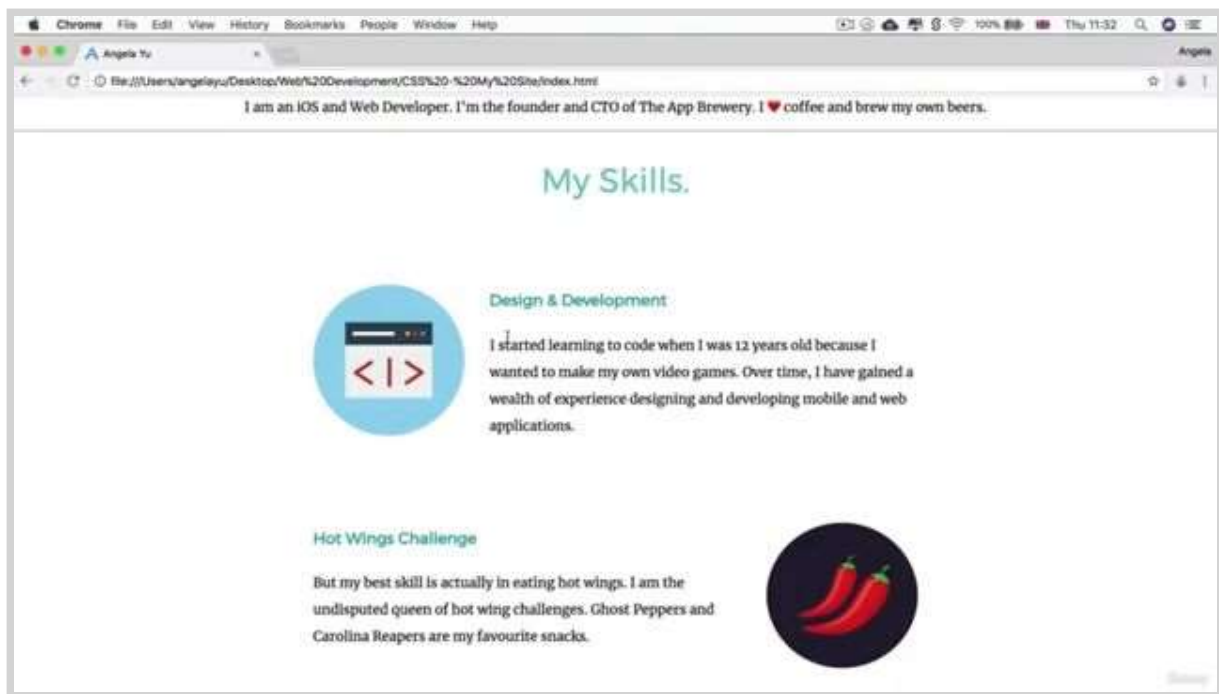 Chrome File Edit View History Bookmarks People Window Help 100% Thu 11:32
Angela Yu
Angela
file:///Users/angelayu/Desktop/Web%20Development/CSS%20-%20My%20Site/index.html
I am an iOS and Web Developer. I'm the founder and CTO of The App Brewery. I ❤ coffee and brew my own beers.
My Skills.
Design & Development
I started learning to code when I was 12 years old because I
wanted to make my own video games. Over time, I have gained a
wealth of experience designing and developing mobile and web
applications.
< | >
Hot Wings Challenge
But my best skill is actually in eating hot wings. I am the
undisputed queen of hot wing challenges. Ghost Peppers and
Carolina Reapers are my favourite snacks.